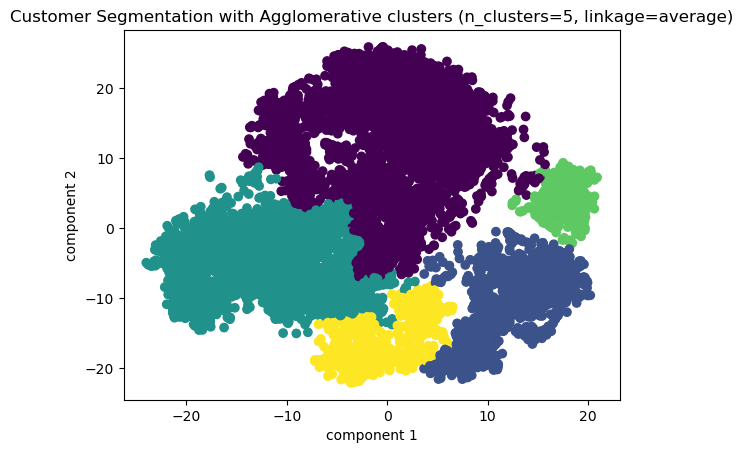 Customer Segmentation with Agglomerative clusters (n_clusters=5, linkage=average)
20
10
0
−10
−20
component 2
−20 −10 0 10 20
component 1